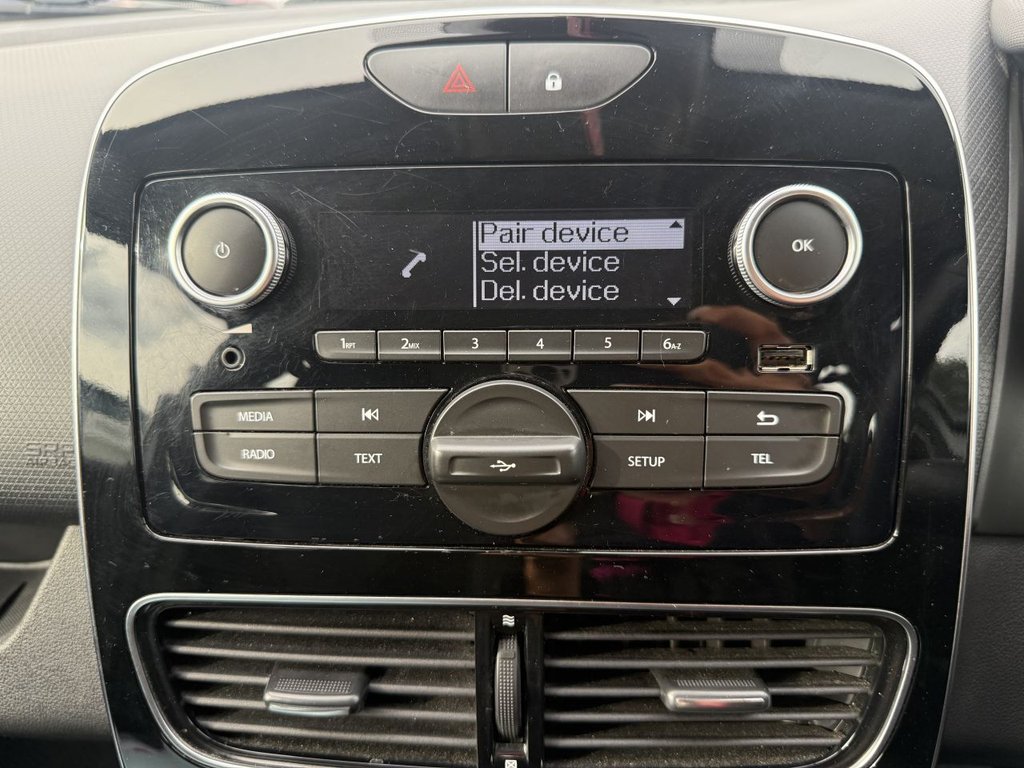 Pair device
Sel. device
Del. device
OK
1RPT
2MIX
3
4
5
6A-Z
MEDIA
RADIO
TEXT
SETUP
TEL